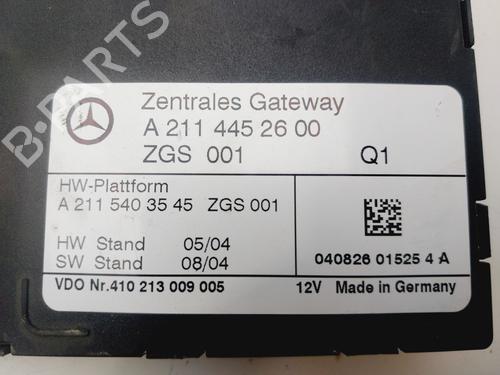 B-PARTS
Zentrales Gateway
A 211 445 26 00
ZGS 001 Q1
HW-Plattform
A 211 540 35 45 ZGS 001
HW Stand 05/04
SW Stand 08/04
040826 01525 4 A
VDO Nr.410 213 009 005 12V Made in Germany